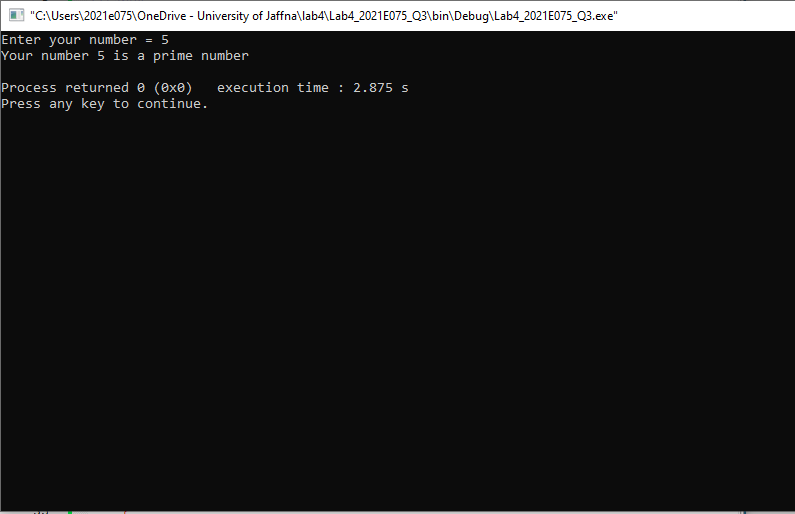 "C:\Users\2021e075\OneDrive - University of Jaffna\lab4\Lab4_2021E075_Q3\bin\Debug\Lab4_2021E075_Q3.exe"
Enter your number = 5
Your number 5 is a prime number
Process returned 0 (0x0)   execution time : 2.875 s
Press any key to continue.